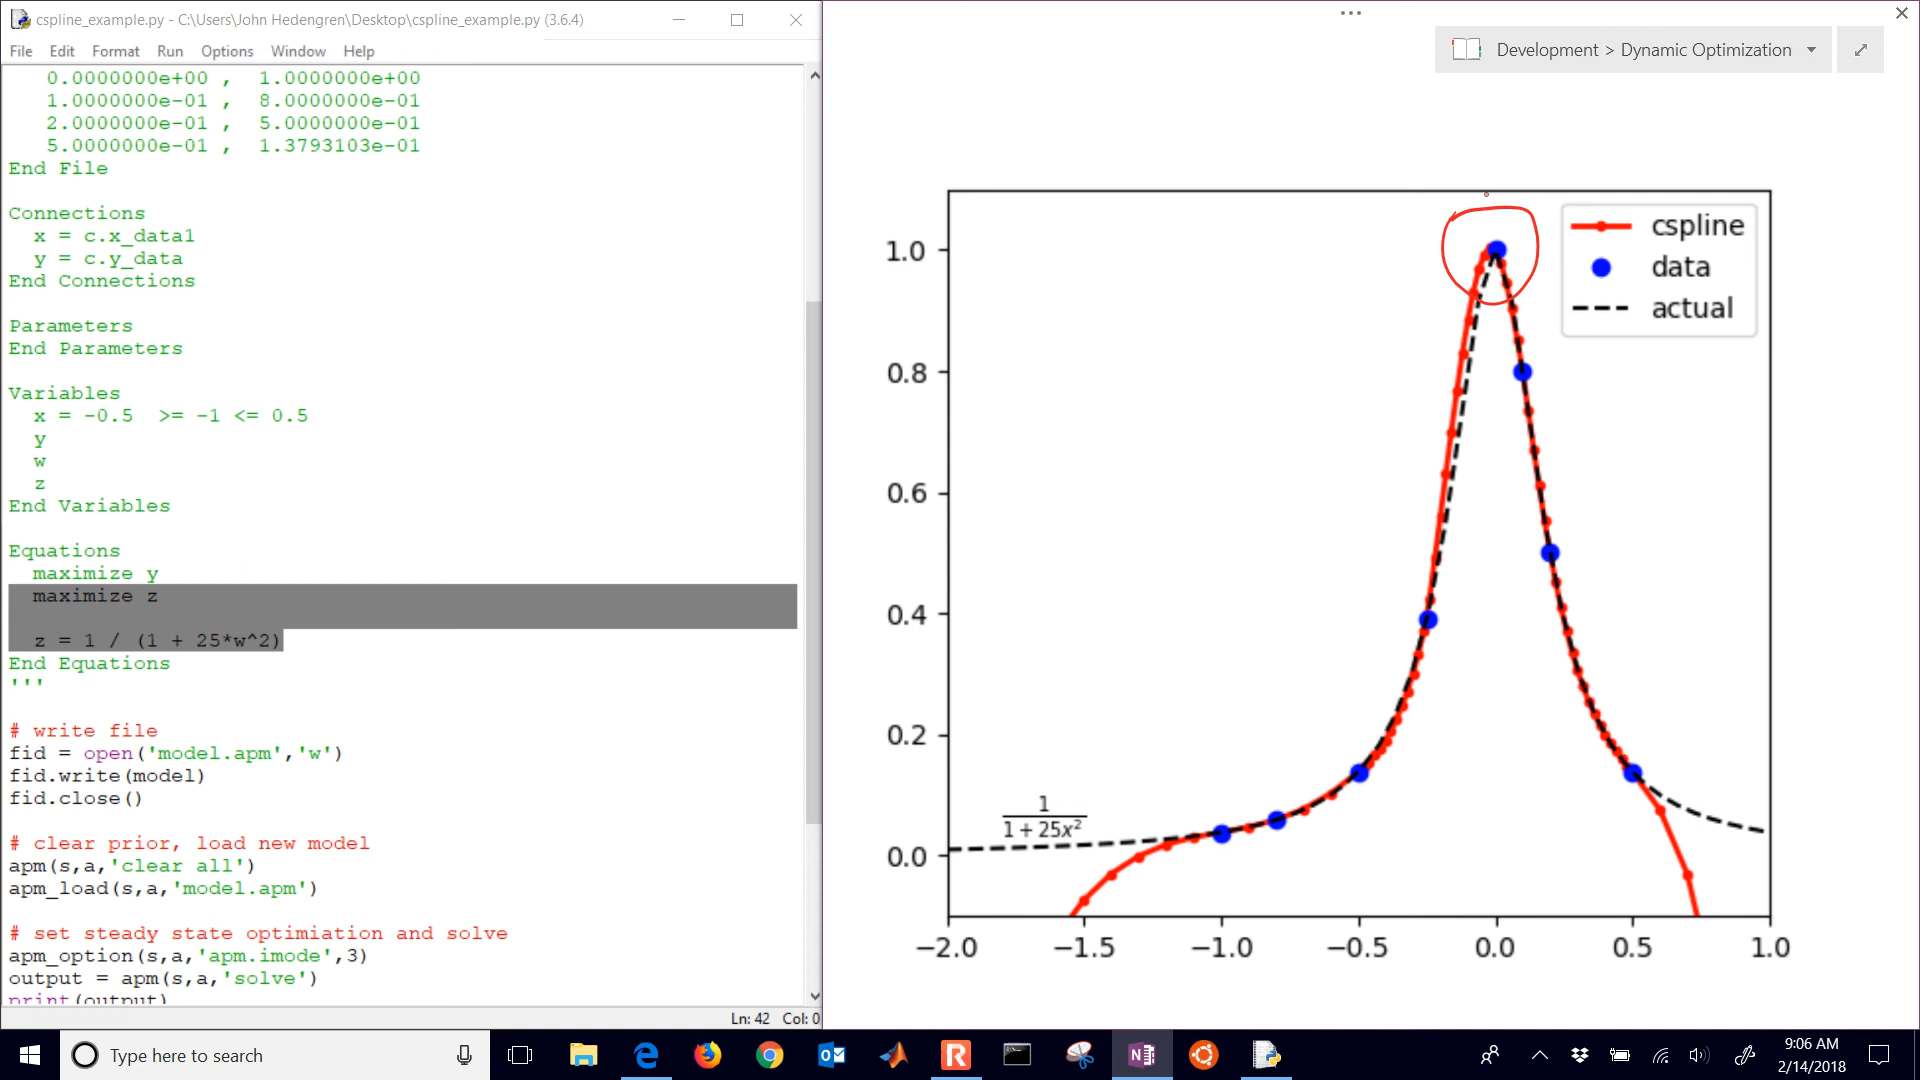 cspline_example.py - C:\Users\John Hedengren\Desktop\cspline_example.py (3.6.4)
File Edit Format Run Options Window Help
0.0000000e+00 , 1.0000000e+00
1.0000000e-01 , 8.0000000e-01
2.0000000e-01 , 5.0000000e-01
5.0000000e-01 , 1.3793103e-01
End File
Connections
x = c.x_data1
y = c.y_data
End Connections
Parameters
End Parameters
Variables
x = -0.5 >= -1 <= 0.5
y
w
z
End Variables
Equations
maximize y
maximize z
z = 1 / (1 + 25*w^2)
End Equations
'''
# write file
fid = open('model.apm','w')
fid.write(model)
fid.close()
# clear prior, load new model
apm(s,a,'clear all')
apm_load(s,a,'model.apm')
# set steady state optimiation and solve
apm_option(s,a,'apm.imode',3)
output = apm(s,a,'solve')
print(output)
Ln: 42 Col: 0
Development > Dynamic Optimization
cspline
data
actual
1.0
0.8
0.6
0.4
0.2
0.0
1
1 + 25x²
−2.0 −1.5 −1.0 −0.5 0.0 0.5 1.0
Type here to search
9:06 AM
2/14/2018